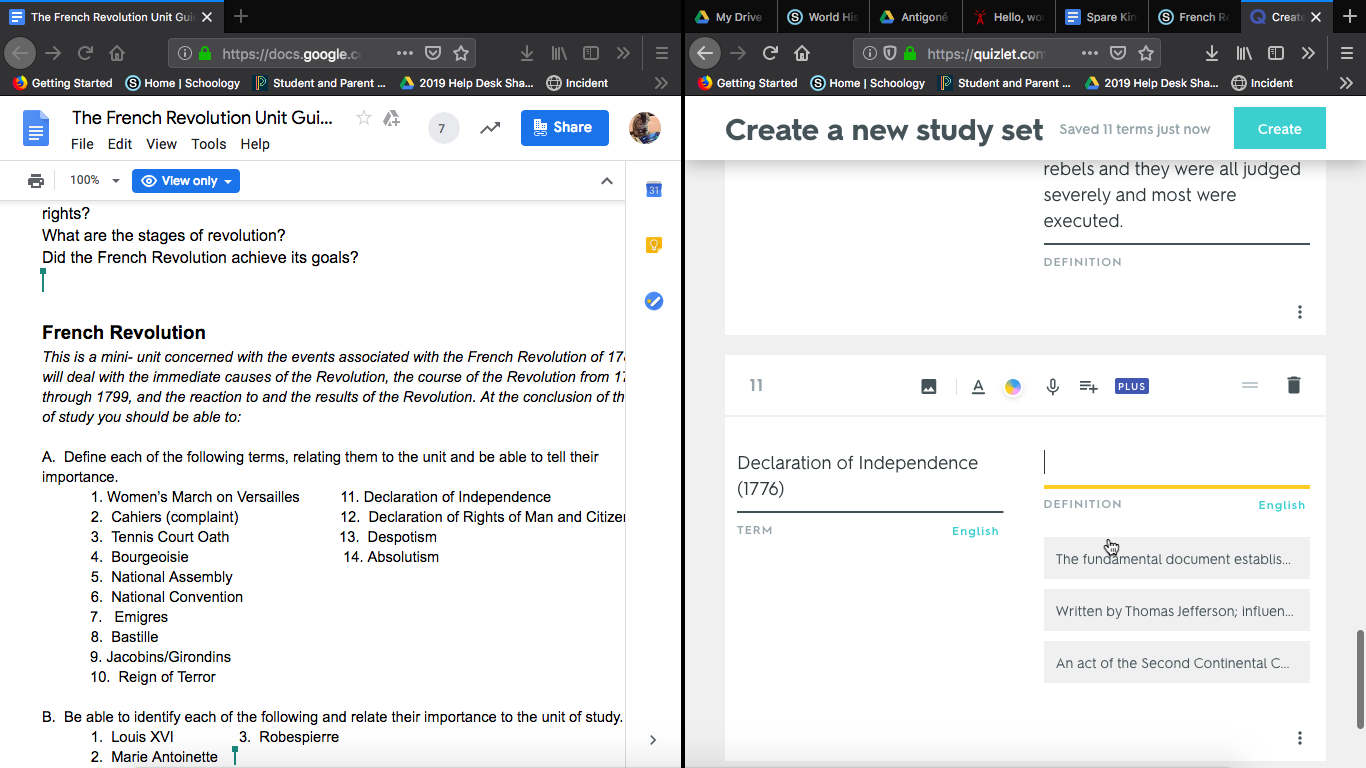 The French Revolution Unit Gui
https://docs.google.c
Getting Started Home | Schoology Student and Parent ... 2019 Help Desk Sha... Incident
The French Revolution Unit Gui...
File Edit View Tools Help
7
Share
100%
View only
31
rights?
What are the stages of revolution?
Did the French Revolution achieve its goals?
French Revolution
This is a mini- unit concerned with the events associated with the French Revolution of 17
will deal with the immediate causes of the Revolution, the course of the Revolution from 17
through 1799, and the reaction to and the results of the Revolution. At the conclusion of th
of study you should be able to:
A. Define each of the following terms, relating them to the unit and be able to tell their
importance.
1. Women's March on Versailles 11. Declaration of Independence
2. Cahiers (complaint) 12. Declaration of Rights of Man and Citizen
3. Tennis Court Oath 13. Despotism
4. Bourgeoisie 14. Absolutism
5. National Assembly
6. National Convention
7. Emigres
8. Bastille
9. Jacobins/Girondins
10. Reign of Terror
B. Be able to identify each of the following and relate their importance to the unit of study.
1. Louis XVI 3. Robespierre
2. Marie Antoinette
My Drive World His Antigoné Hello, wo Spare Kin French Re Create
https://quizlet.com
Getting Started Home | Schoology Student and Parent ... 2019 Help Desk Sha... Incident
Create a new study set Saved 11 terms just now Create
rebels and they were all judged
severely and most were
executed.
DEFINITION
11 PLUS
Declaration of Independence
(1776)
TERM English
DEFINITION English
The fundamental document establis...
Written by Thomas Jefferson; influen...
An act of the Second Continental C...